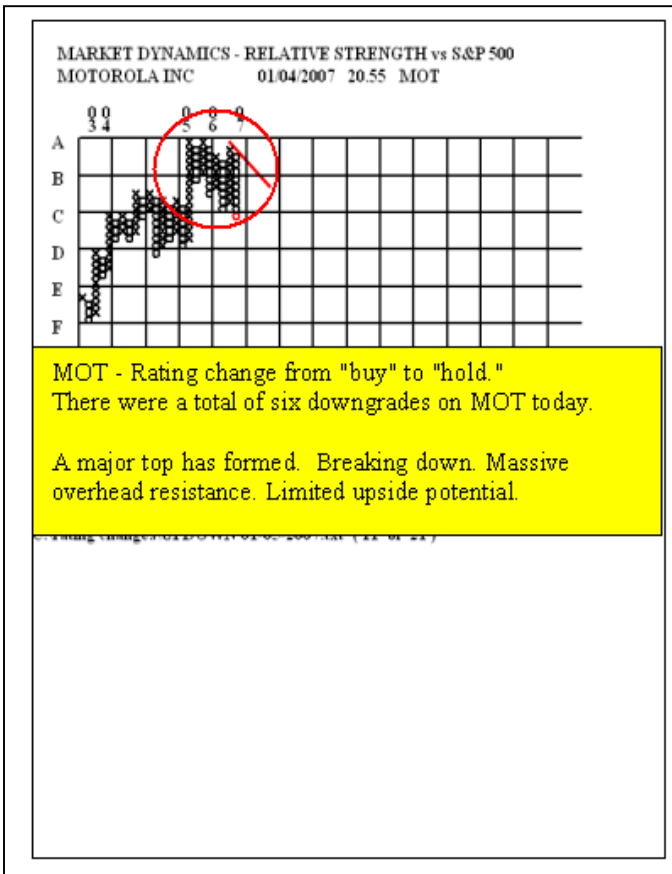 MARKET DYNAMICS - RELATIVE STRENGTH vs S&P 500
MOTOROLA INC 01/04/2007 20.55 MOT
0 0 0 0 0
3 4 5 6 7
A
B
C
D
E
F
MOT - Rating change from "buy" to "hold."
There were a total of six downgrades on MOT today.
A major top has formed. Breaking down. Massive
overhead resistance. Limited upside potential.